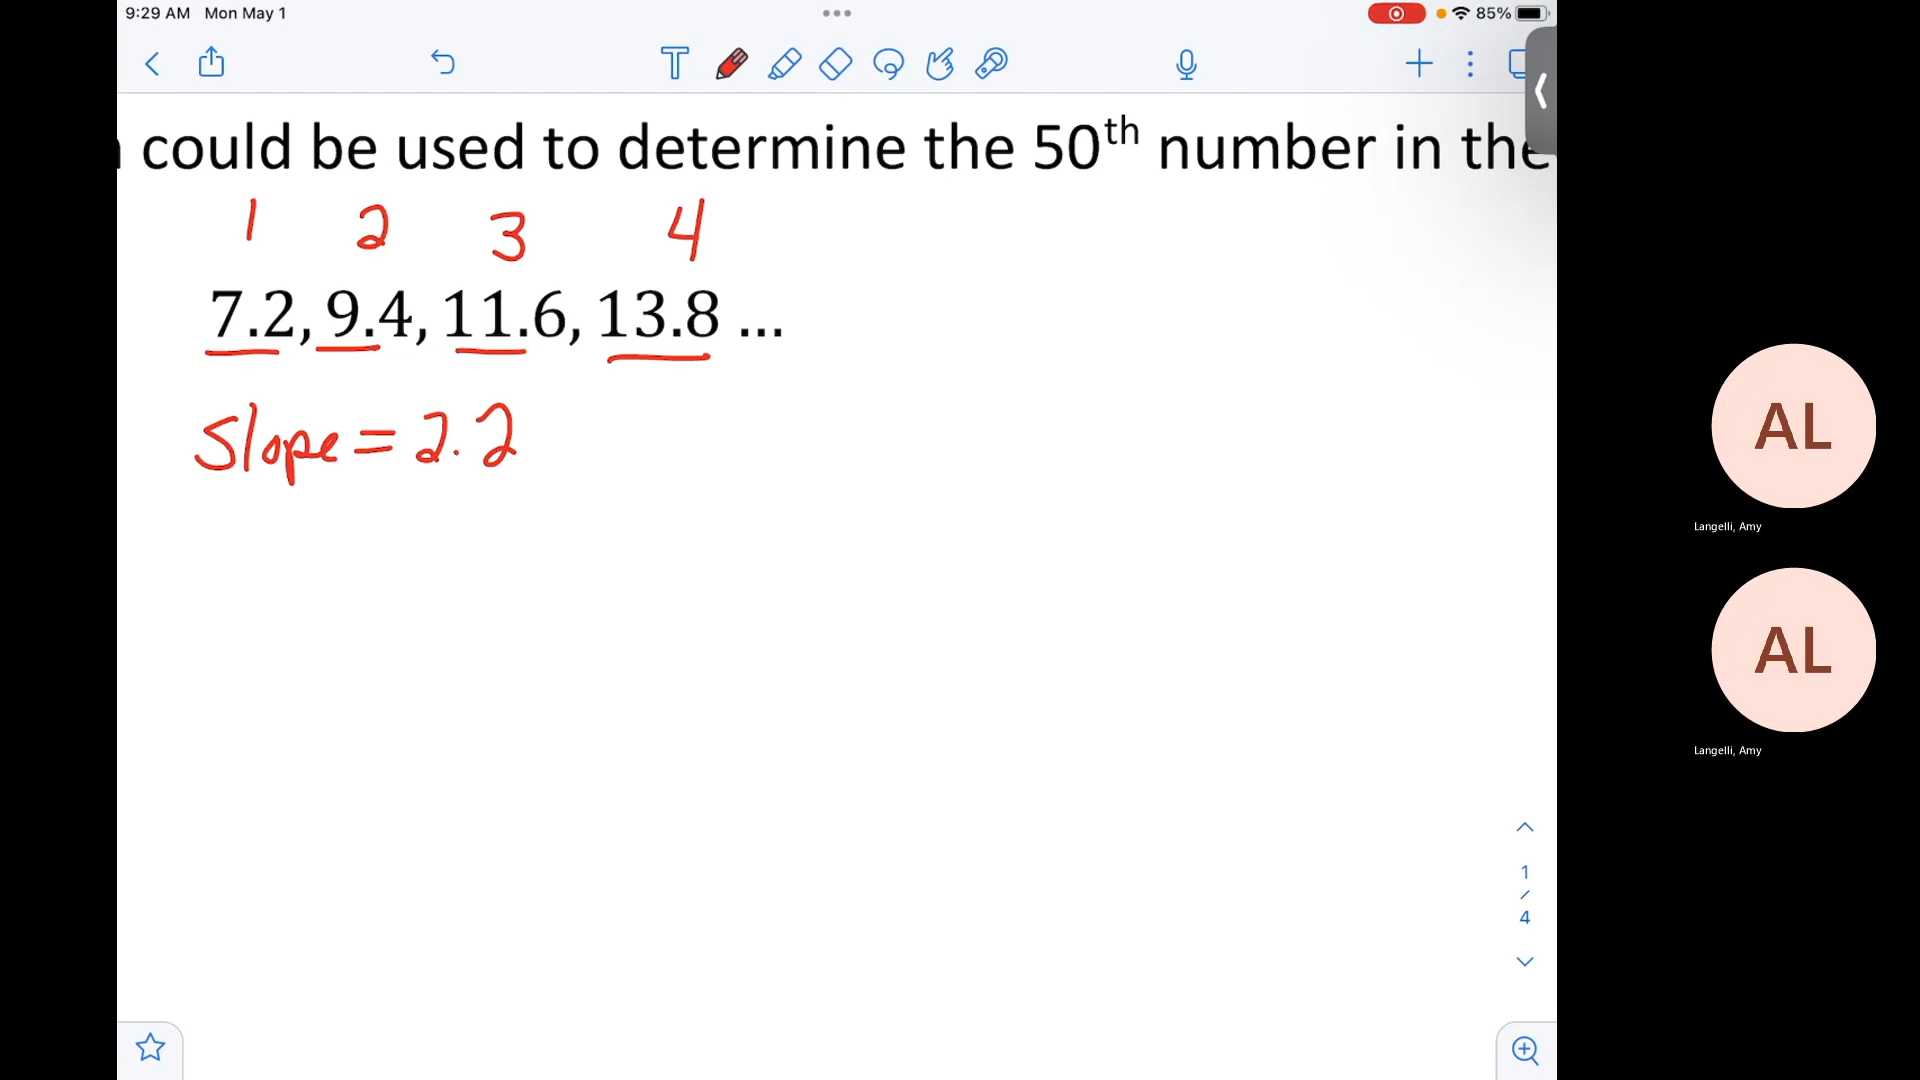 9:29 AM Mon May 1
85%
could be used to determine the 50th number in the
1 2 3 4
7.2, 9.4, 11.6, 13.8 ...
Slope = 2.2
AL
Langelli, Amy
AL
Langelli, Amy
1
/
4